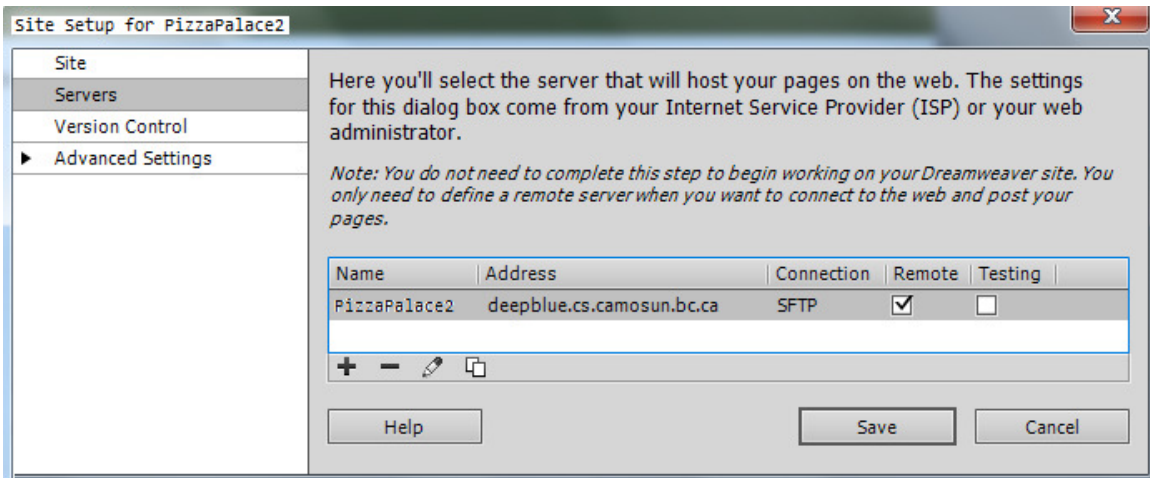 Site Setup for PizzaPalace2
Site
Servers
Version Control
Advanced Settings
Here you'll select the server that will host your pages on the web. The settings
for this dialog box come from your Internet Service Provider (ISP) or your web
administrator.
Note: You do not need to complete this step to begin working on your Dreamweaver site. You
only need to define a remote server when you want to connect to the web and post your
pages.
Name Address Connection Remote Testing
PizzaPalace2 deepblue.cs.camosun.bc.ca SFTP
Help Save Cancel